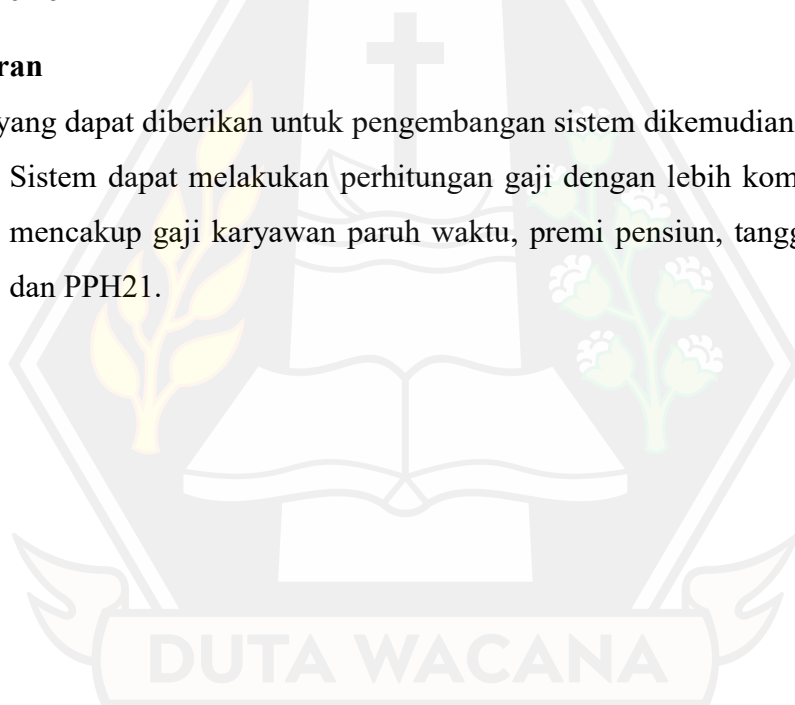 ran
yang dapat diberikan untuk pengembangan sistem dikemudian
Sistem dapat melakukan perhitungan gaji dengan lebih kom
mencakup gaji karyawan paruh waktu, premi pensiun, tangg
dan PPH21.
DUTA WACANA